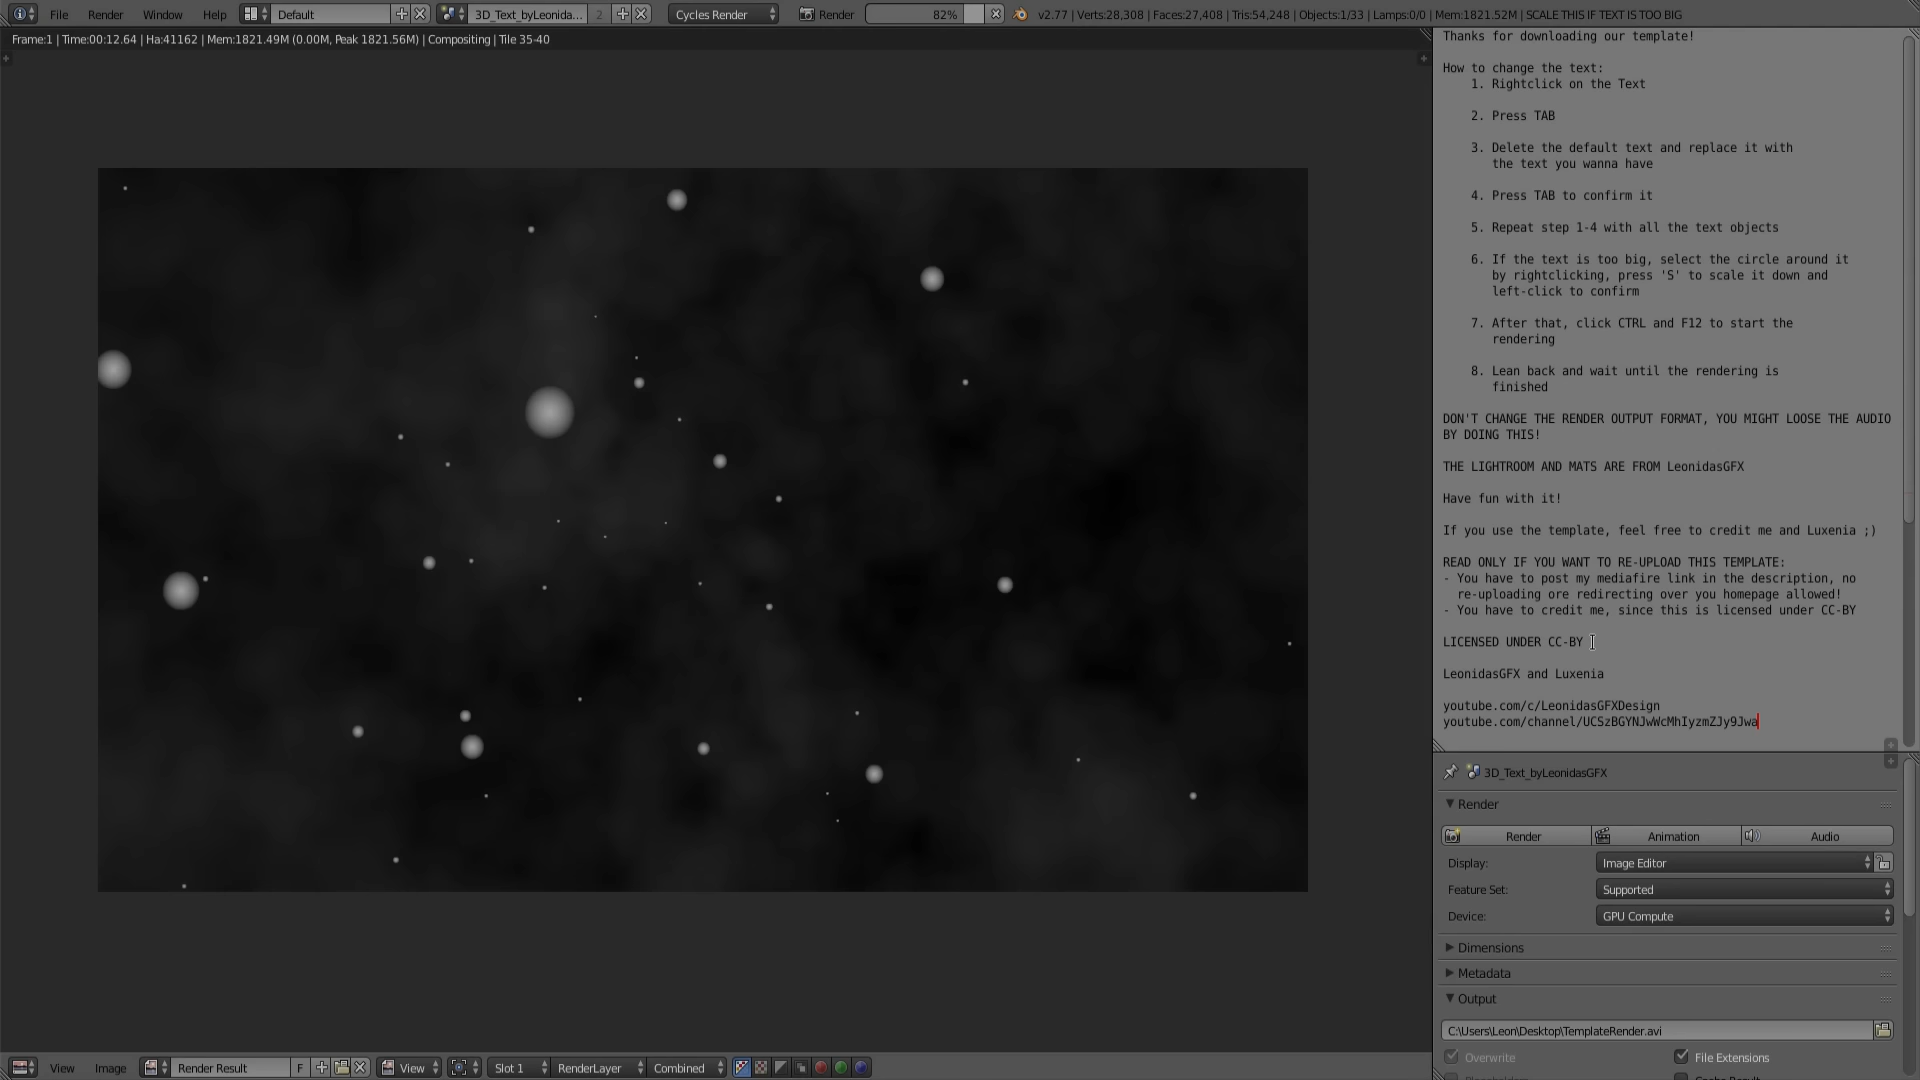 File Render Window Help Default 3D_Text_byLeonida... 2 Cycles Render Render 82% v2.77 | Verts:28,308 | Faces:27,408 | Tris:54,248 | Objects:1/33 | Lamps:0/0 | Mem:1821.52M | SCALE THIS IF TEXT IS TOO BIG
Frame:1 | Time:00:12.64 | Ha:41162 | Mem:1821.49M (0.00M, Peak 1821.56M) | Compositing | Tile 35-40
Thanks for downloading our template!
How to change the text:
1. Rightclick on the Text
2. Press TAB
3. Delete the default text and replace it with
the text you wanna have
4. Press TAB to confirm it
5. Repeat step 1-4 with all the text objects
6. If the text is too big, select the circle around it
by rightclicking, press 'S' to scale it down and
left-click to confirm
7. After that, click CTRL and F12 to start the
rendering
8. Lean back and wait until the rendering is
finished
DON'T CHANGE THE RENDER OUTPUT FORMAT, YOU MIGHT LOOSE THE AUDIO
BY DOING THIS!
THE LIGHTROOM AND MATS ARE FROM LeonidasGFX
Have fun with it!
If you use the template, feel free to credit me and Luxenia ;)
READ ONLY IF YOU WANT TO RE-UPLOAD THIS TEMPLATE:
- You have to post my mediafire link in the description, no
re-uploading ore redirecting over you homepage allowed!
- You have to credit me, since this is licensed under CC-BY
LICENSED UNDER CC-BY
LeonidasGFX and Luxenia
youtube.com/c/LeonidasGFXDesign
youtube.com/channel/UCSzBGYNJwWcMhIyzmZJy9Jwa
3D_Text_byLeonidasGFX
Render
Render Animation Audio
Display: Image Editor
Feature Set: Supported
Device: GPU Compute
Dimensions
Metadata
Output
C:\Users\Leon\Desktop\TemplateRender.avi
Overwrite File Extensions
View Image Render Result F View Slot 1 RenderLayer Combined